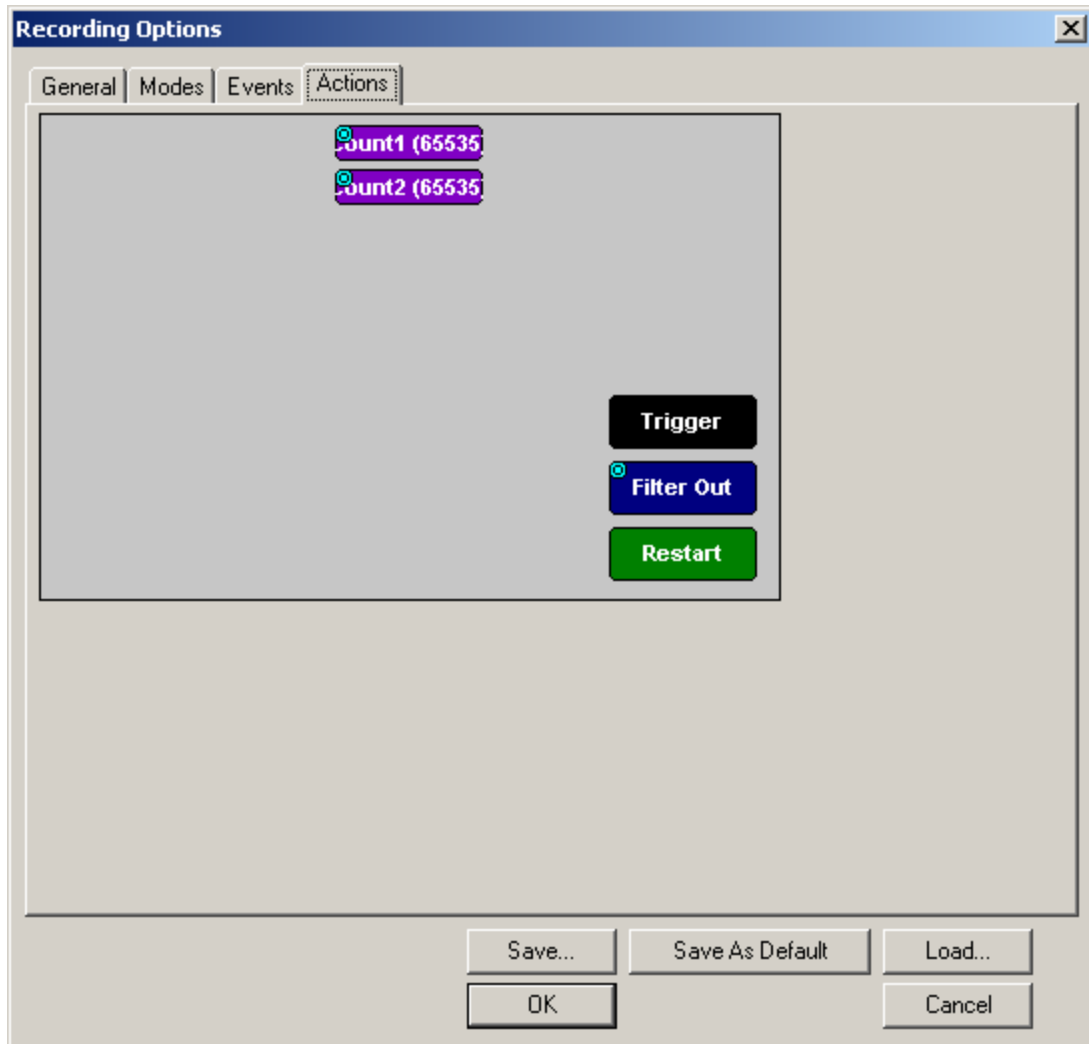 Recording Options
General Modes Events Actions
ount1 (65535)
ount2 (65535)
Trigger
Filter Out
Restart
Save... Save As Default Load...
OK Cancel